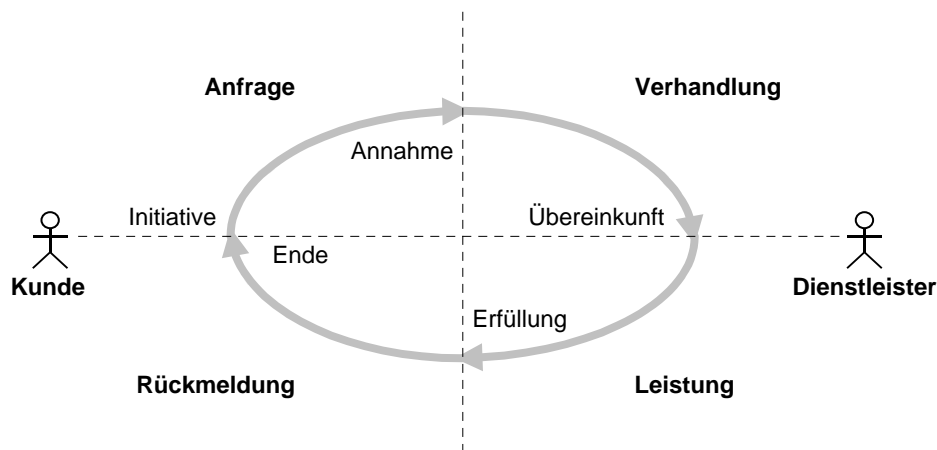 Anfrage
Verhandlung
Annahme
Initiative
Übereinkunft
Ende
Kunde
Dienstleister
Erfüllung
Rückmeldung
Leistung